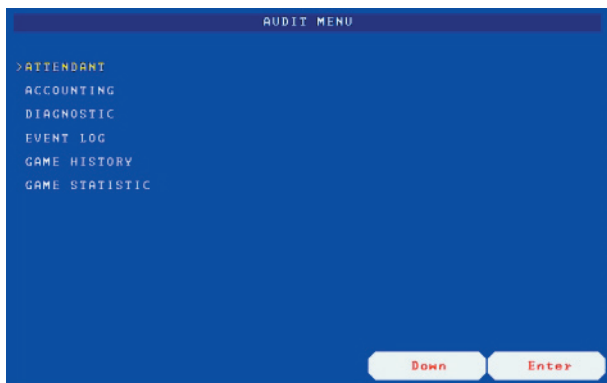 AUDIT MENU
>ATTENDANT
ACCOUNTING
DIAGNOSTIC
EVENT LOG
GAME HISTORY
GAME STATISTIC
Down Enter